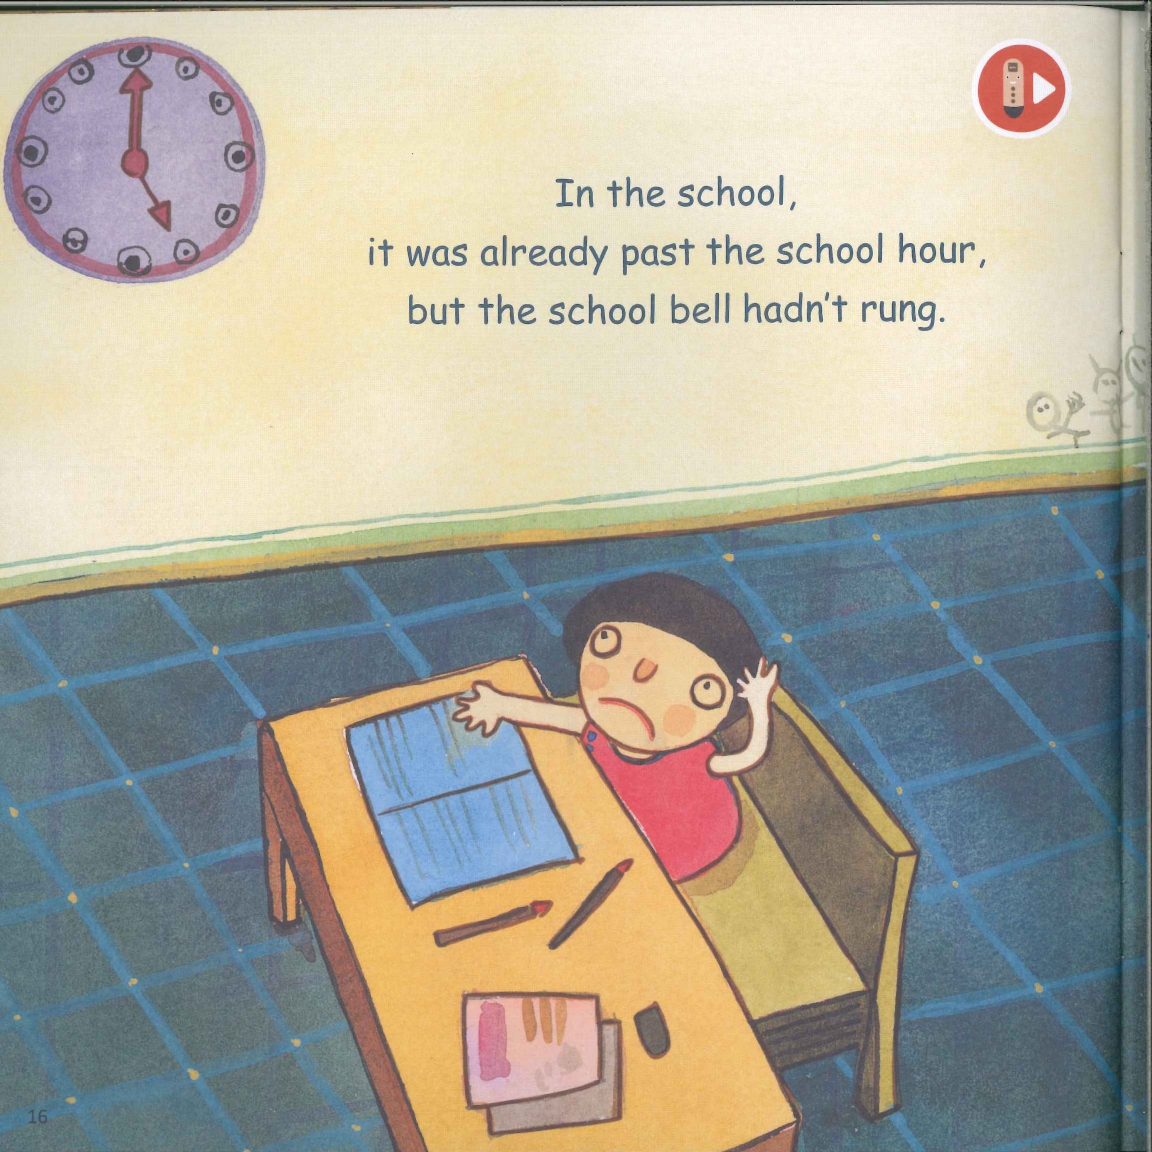 In the school,
it was already past the school hour,
but the school bell hadn't rung.
16